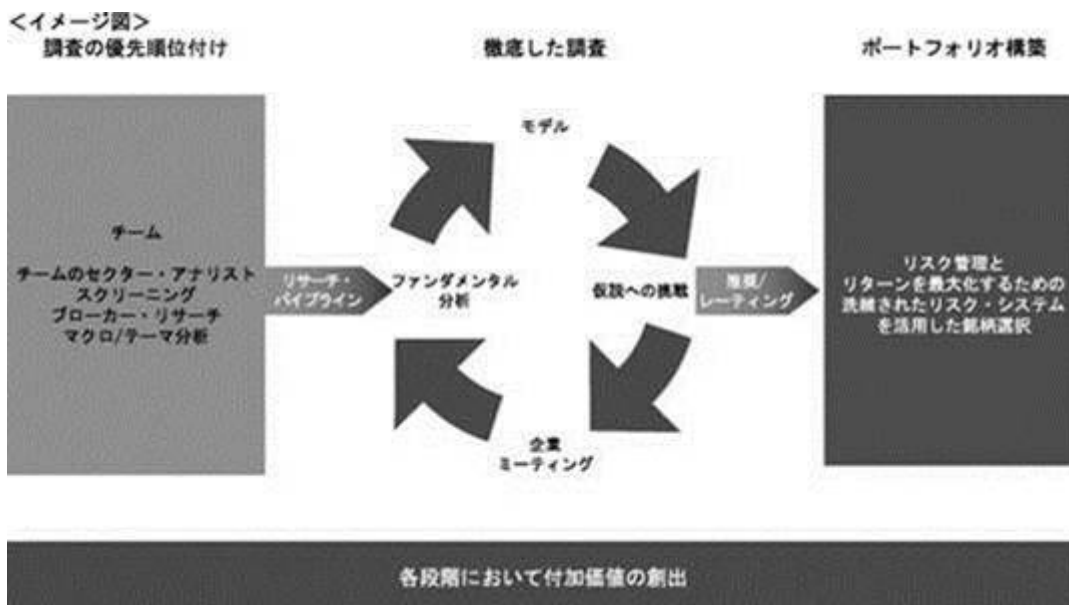 ＜イメージ図＞
調査の優先順位付け
徹底した調査
ポートフォリオ構築
チーム
チームのセクター・アナリスト
スクリーニング
ブローカー・リサーチ
マクロ/テーマ分析
リサーチ・
パイプライン
モデル
ファンダメンタル
分析
仮説への挑戦
企業
ミーティング
推奨/
レーティング
リスク管理と
リターンを最大化するための
洗練されたリスク・システム
を活用した銘柄選択
各段階において付加価値の創出